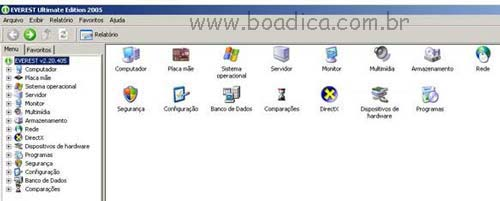 EVEREST Ultimate Edition 2005
www.boadica.com.br
Arquivo Exibir Relatório Favoritos Ajuda
Relatório
Menu Favoritos
EVEREST v2.20.405
Computador
Placa mãe
Sistema operacional
Servidor
Monitor
Multimídia
Armazenamento
Rede
DirectX
Dispositivos de hardware
Programas
Segurança
Configuração
Banco de Dados
Comparações
Computador Placa mãe Sistema operacional Servidor Monitor Multimídia Armazenamento Rede
Segurança Configuração Banco de Dados Comparações DirectX Dispositivos de hardware Programas